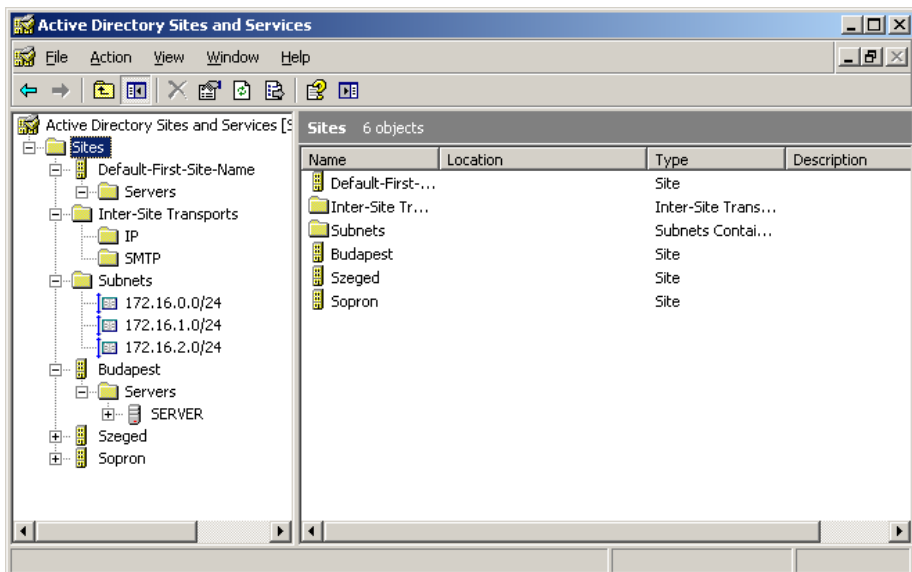 Active Directory Sites and Services
File Action View Window Help
Active Directory Sites and Services [S
Sites
Default-First-Site-Name
Servers
Inter-Site Transports
IP
SMTP
Subnets
172.16.0.0/24
172.16.1.0/24
172.16.2.0/24
Budapest
Servers
SERVER
Szeged
Sopron
Sites 6 objects
Name Location Type Description
Default-First-... Site
Inter-Site Tr... Inter-Site Trans...
Subnets Subnets Contai...
Budapest Site
Szeged Site
Sopron Site